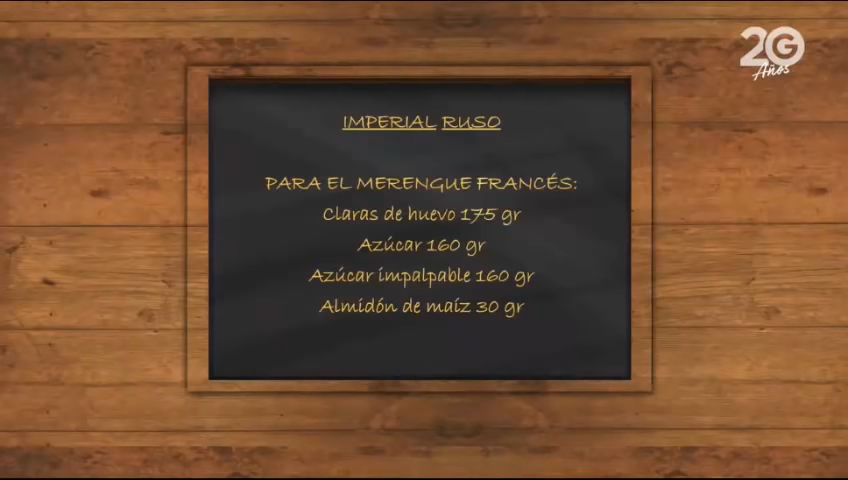 20
Años
IMPERIAL RUSO
PARA EL MERENGUE FRANCÉS:
Claras de huevo 175 gr
Azúcar 160 gr
Azúcar impalpable 160 gr
Almidón de maíz 30 gr